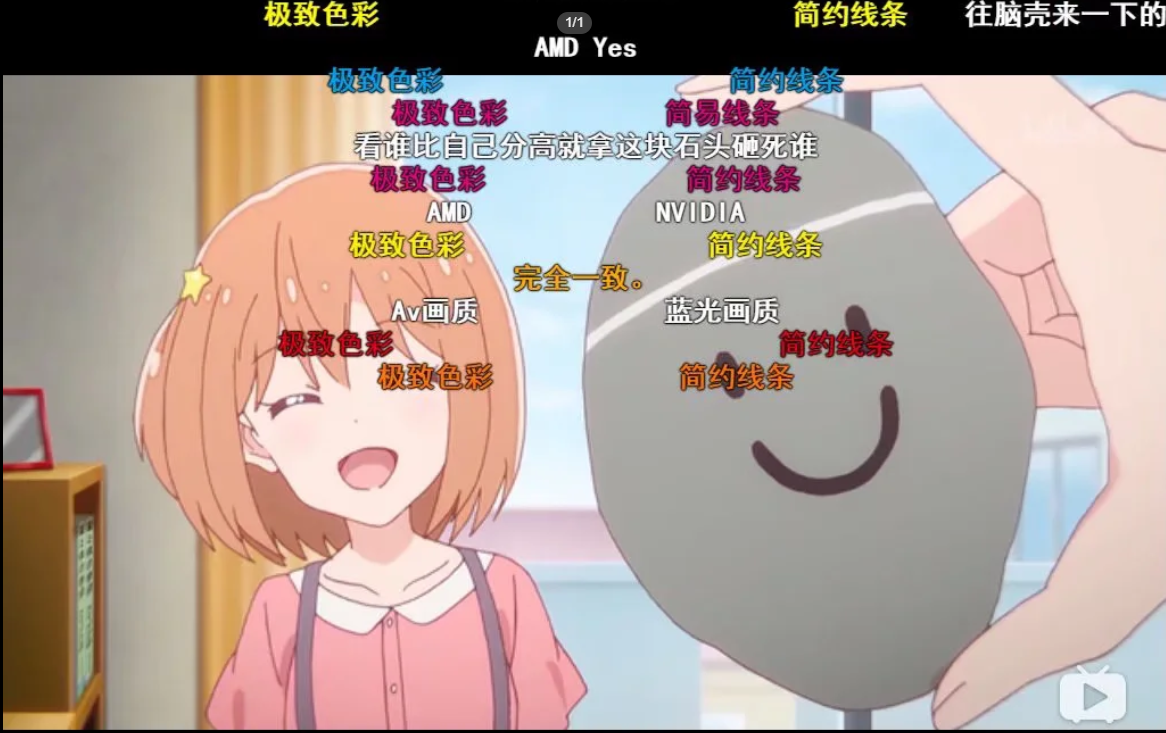 极致色彩 简约线条 往脑壳来一下的
1/1
AMD Yes
极致色彩 简约线条
极致色彩 简易线条
看谁比自己分高就拿这块石头砸死谁
极致色彩 简约线条
AMD NVIDIA
极致色彩 简约线条
完全一致。
Av画质 蓝光画质
极致色彩 简约线条
极致色彩 简约线条